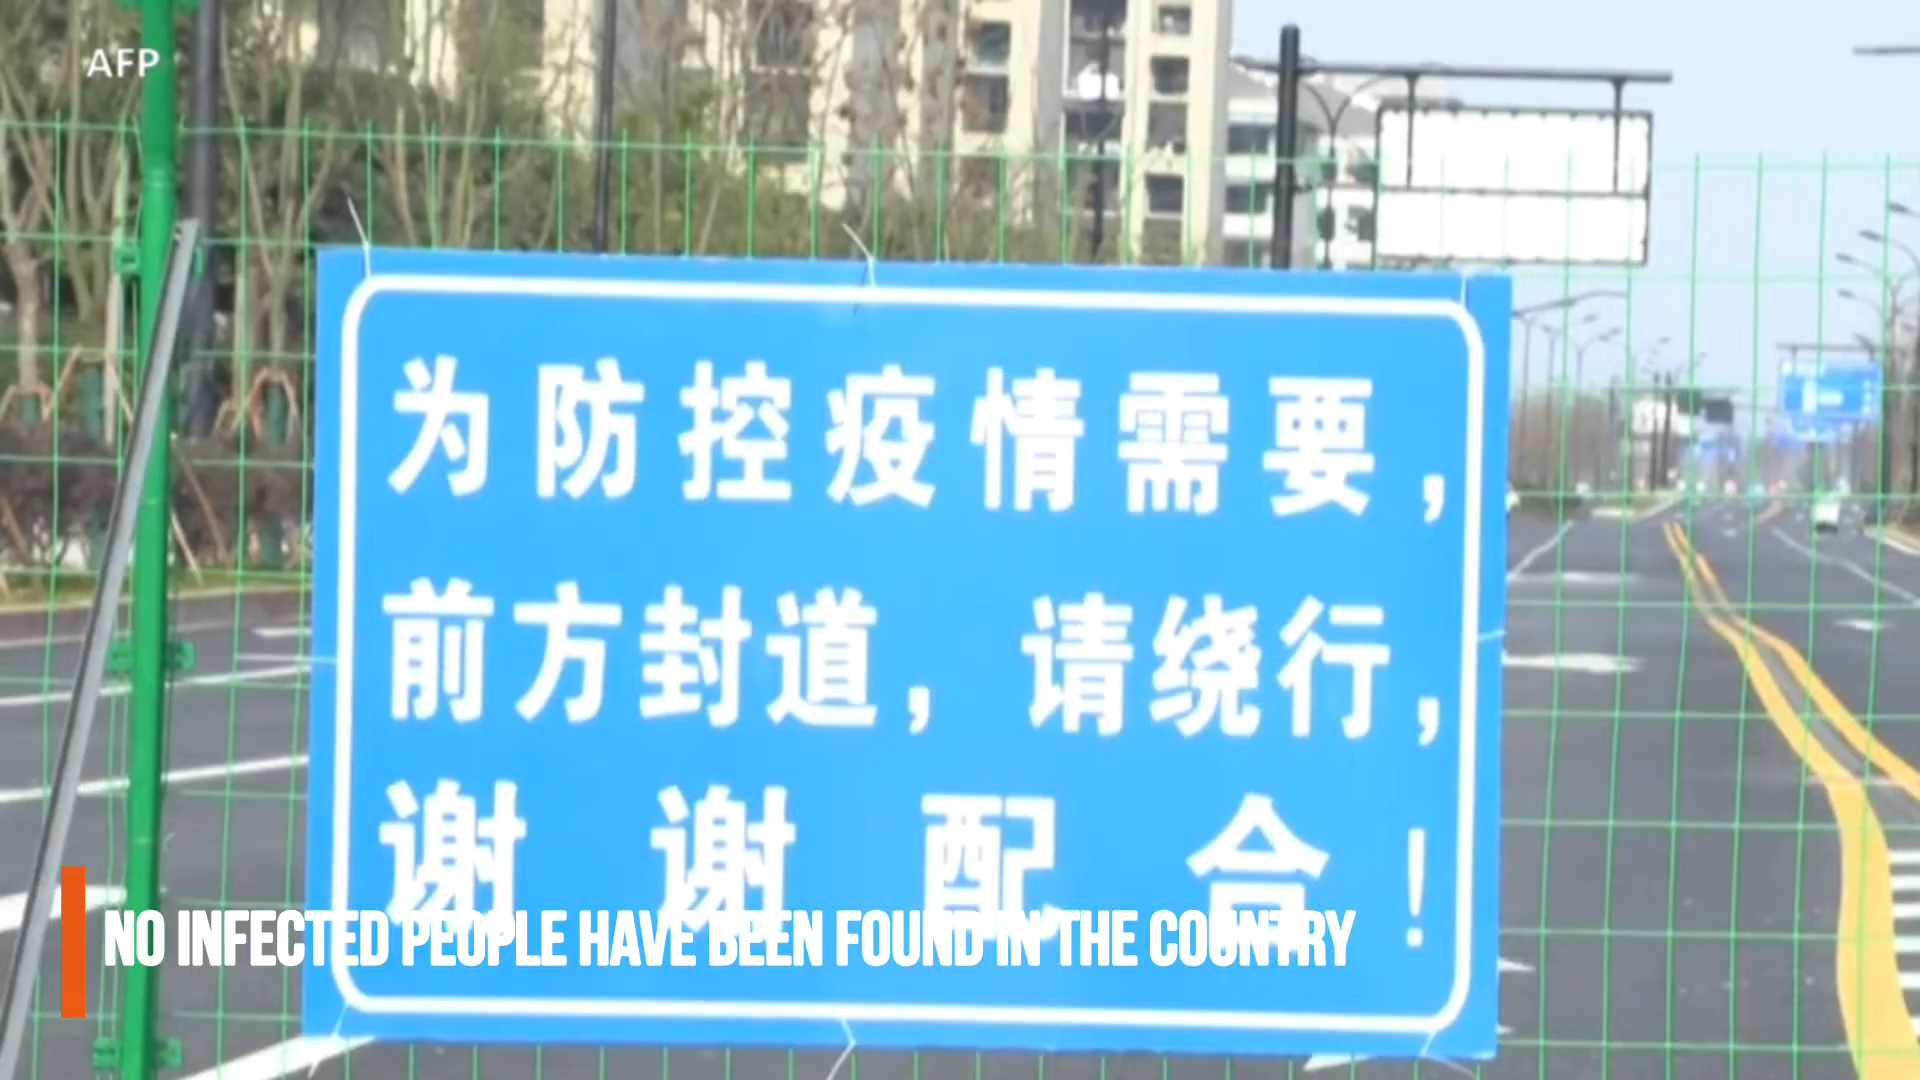 AFP
为防控疫情需要,
前方封道,请绕行,
谢谢配合!
NO INFECTED PEOPLE HAVE BEEN FOUND IN THE COUNTRY